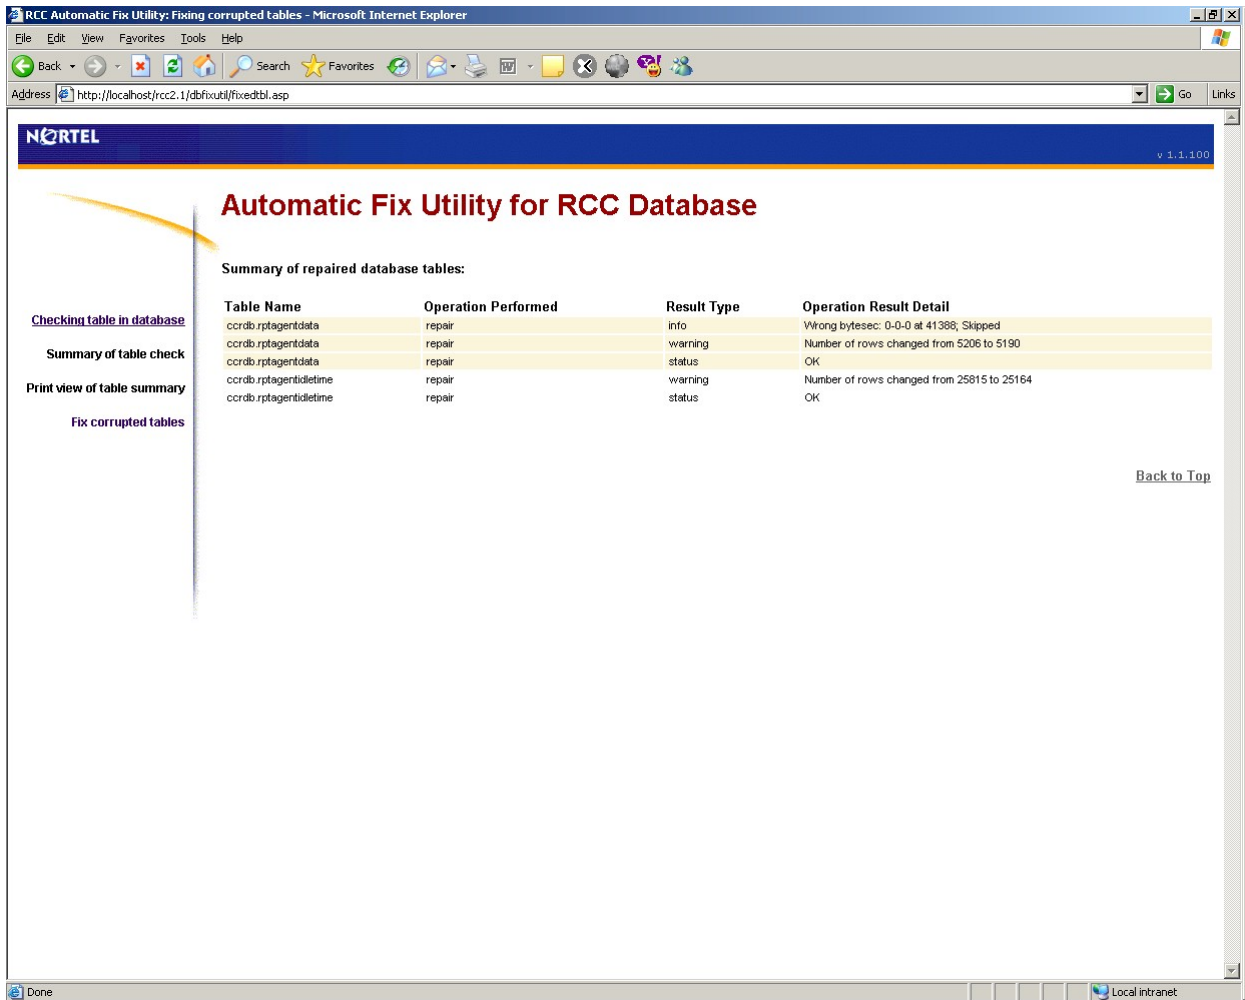 RCC Automatic Fix Utility: Fixing corrupted tables - Microsoft Internet Explorer
File Edit View Favorites Tools Help
Back Search Favorites
Address http://localhost/rcc2.1/dbfixutil/fixedtbl.asp Go Links
NORTEL
v 1.1.100
Automatic Fix Utility for RCC Database
Summary of repaired database tables:
Table Name Operation Performed Result Type Operation Result Detail
ccrdb.rptagentdata repair info Wrong bytesec: 0-0-0 at 41388; Skipped
ccrdb.rptagentdata repair warning Number of rows changed from 5206 to 5190
ccrdb.rptagentdata repair status OK
ccrdb.rptagentidletime repair warning Number of rows changed from 25815 to 25164
ccrdb.rptagentidletime repair status OK
Checking table in database
Summary of table check
Print view of table summary
Fix corrupted tables
Back to Top
Done Local intranet